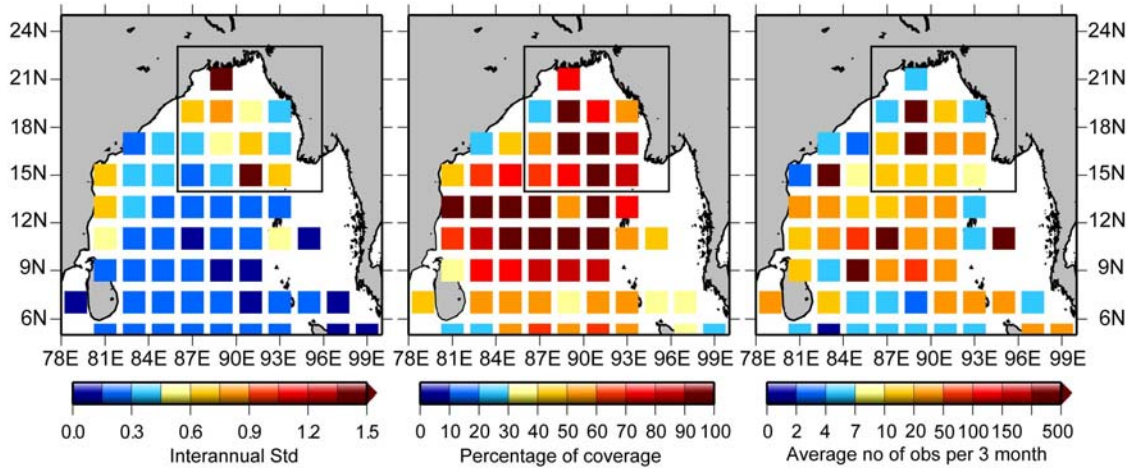 24N 24N
21N 21N
18N 18N
15N 15N
12N 12N
9N 9N
6N 6N
78E 81E 84E 87E 90E 93E 96E 99E 78E 81E 84E 87E 90E 93E 96E 99E 78E 81E 84E 87E 90E 93E 96E 99E
0.0 0.3 0.6 0.9 1.2 1.5 0 10 20 30 40 50 60 70 80 90 100 0 2 4 7 10 20 50 100 150 500
Interannual Std Percentage of coverage Average no of obs per 3 month